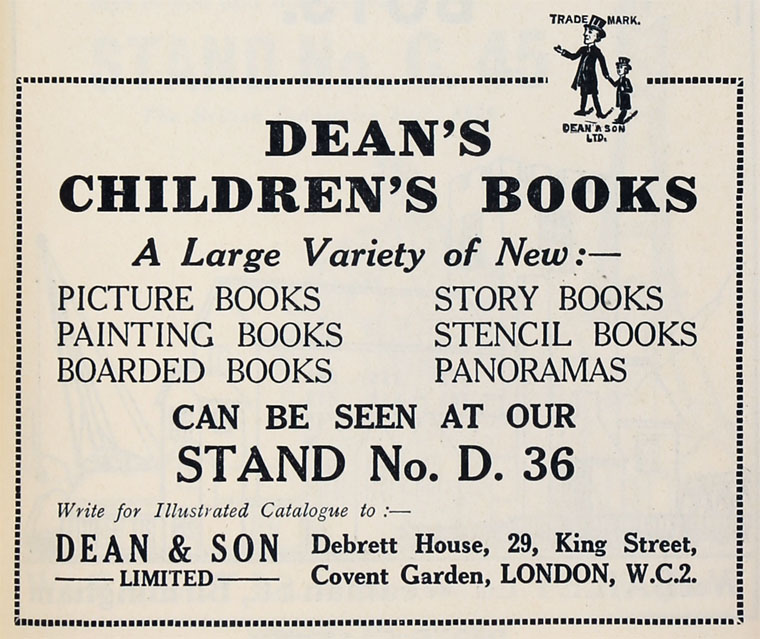 TRADE MARK.
DEAN & SON
LTD.
DEAN'S
CHILDREN'S BOOKS
A Large Variety of New:—
PICTURE BOOKS STORY BOOKS
PAINTING BOOKS STENCIL BOOKS
BOARDED BOOKS PANORAMAS
CAN BE SEEN AT OUR
STAND No. D. 36
Write for Illustrated Catalogue to :—
DEAN & SON Debrett House, 29, King Street,
LIMITED Covent Garden, LONDON, W.C.2.